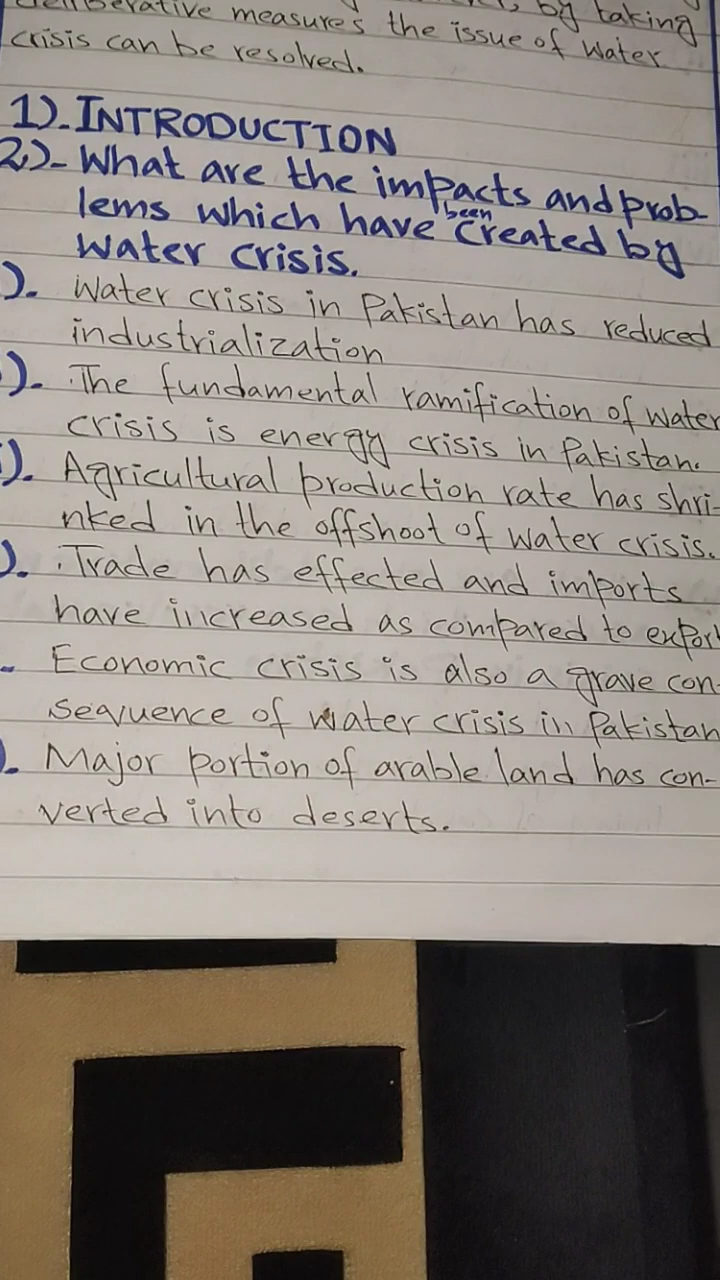 measures the issue of water
by taking
crisis can be resolved.
1).INTRODUCTION
2)- What are the impacts and prob-
lems which have been created by
water crisis.
). Water crisis in Pakistan has reduced
industrialization
). The fundamental ramification of water
crisis is energy crisis in Pakistan.
). Agricultural production rate has shri-
nked in the offshoot of water crisis.
). Trade has effected and imports
have increased as compared to export
- Economic crisis is also a grave con-
sequence of water crisis in Pakistan
). Major portion of arable land has con-
verted into deserts.